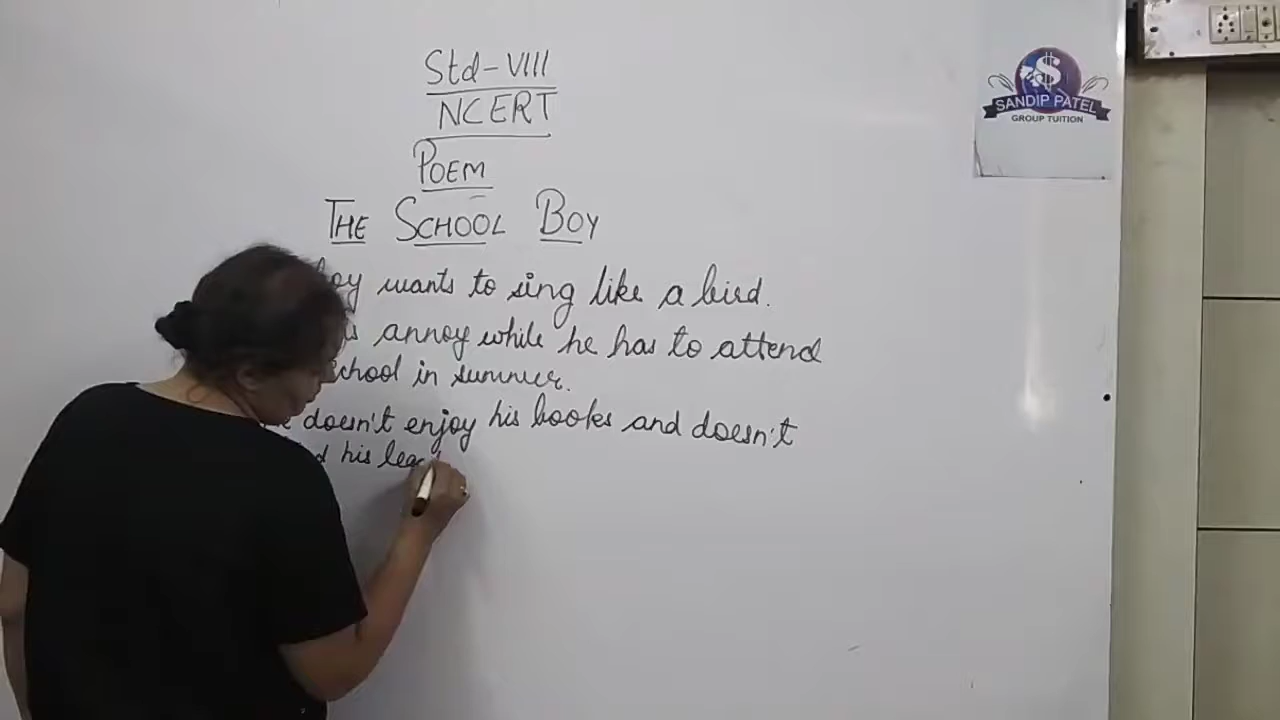 Std-VIII
NCERT
POEM
THE SCHOOL BOY
boy wants to sing like a bird.
annoy while he has to attend
school in summer.
doesn't enjoy his books and doesn't
his
$
SANDIP PATEL
GROUP TUITION